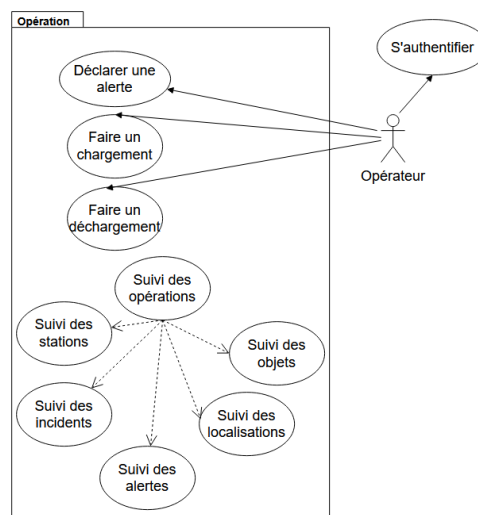 Opération
S'authentifier
Déclarer une
alerte
Faire un
chargement
Opérateur
Faire un
déchargement
Suivi des
opérations
Suivi des
stations
Suivi des
objets
Suivi des
incidents
Suivi des
localisations
Suivi des
alertes